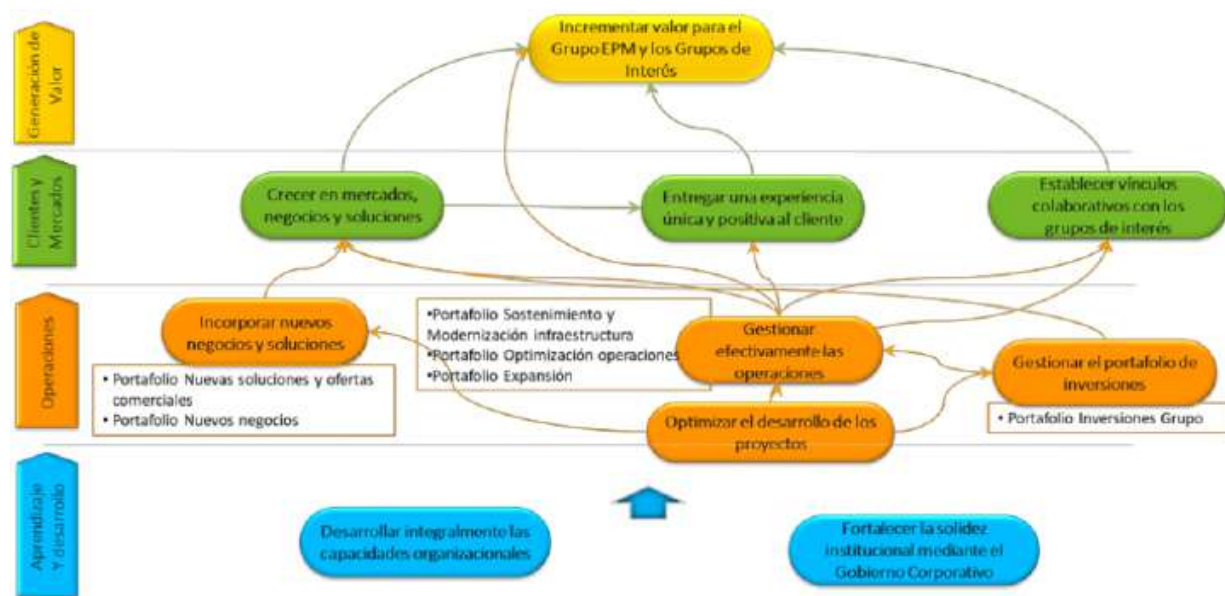 Generación de
Valor
Incrementar valor para el
Grupo EPM y los Grupos de
Interés
Clientes y
Mercados
Crecer en mercados,
negocios y soluciones
Entregar una experiencia
única y positiva al cliente
Establecer vínculos
colaborativos con los
grupos de interés
Operaciones
Incorporar nuevos
negocios y soluciones
• Portafolio Nuevas soluciones y ofertas
comerciales
• Portafolio Nuevos negocios
•Portafolio Sostenimiento y
Modernización infraestructura
•Portafolio Optimización operaciones
•Portafolio Expansión
Gestionar
efectivamente las
operaciones
Gestionar el portafolio de
inversiones
• Portafolio Inversiones Grupo
Optimizar el desarrollo de los
proyectos
Aprendizaje
Y desarrollo
Desarrollar integralmente las
capacidades organizacionales
Fortalecer la solidez
institucional mediante el
Gobierno Corporativo